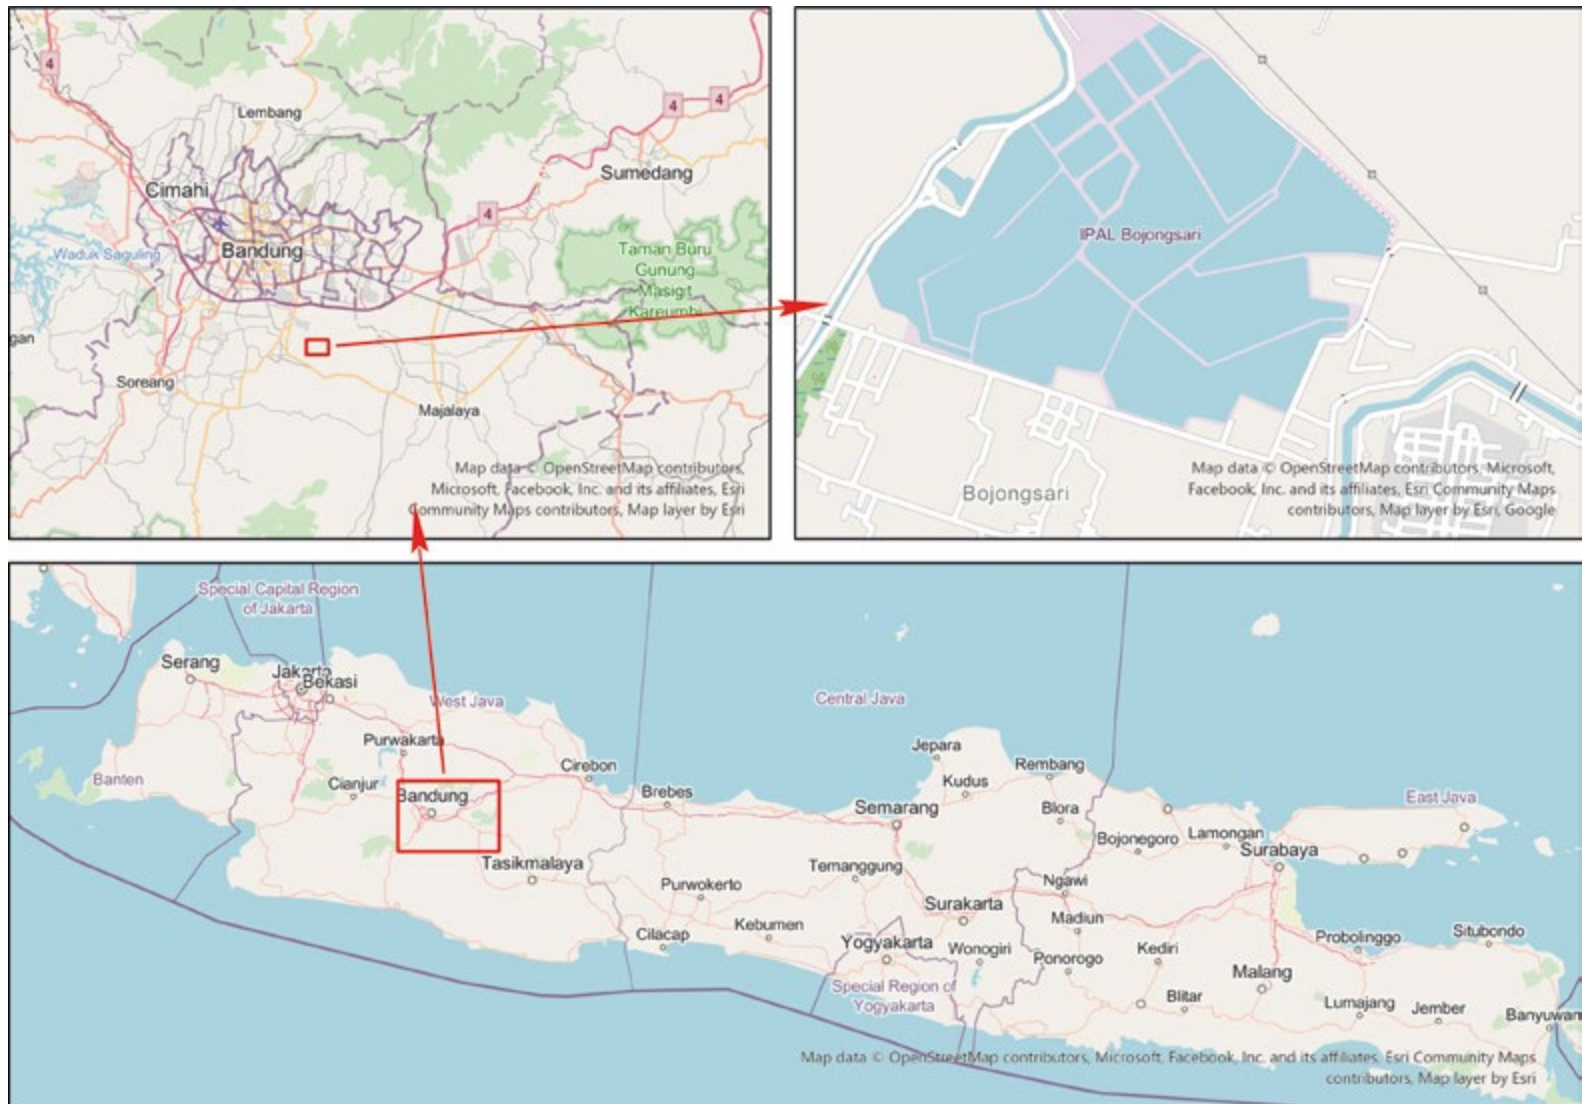 4
Lembang
4
4
Cimahi
Sumedang
4
Waduk Saguling
Bandung
Taman Buru
Gunung
Masigit
Kareumbi
gan
Soreang
Majalaya
Map data © OpenStreetMap contributors,
Microsoft, Facebook, Inc. and its affiliates, Esri
Community Maps contributors, Map layer by Esri
IPAL Bojongsari
Bojongsari
Map data © OpenStreetMap contributors, Microsoft,
Facebook, Inc. and its affiliates, Esri Community Maps
contributors, Map layer by Esri, Google
Special Capital Region
of Jakarta
Serang
Jakarta
Bekasi
West Java
Central Java
Purwakarta
Jepara
Cirebon
Rembang
Banten
Cianjur
Kudus
Bandung
Brebes
East Java
Semarang
Blora
Bojonegoro
Lamongan
Surabaya
Tasikmalaya
Temanggung
Purwokerto
Ngawi
Surakarta
Madiun
Kebumen
Cilacap
Situbondo
Probolinggo
Yogyakarta
Wonogiri
Kediri
Ponorogo
Malang
Special Region of
Yogyakarta
Blitar
Lumajang
Jember
Banyuwan
Map data © OpenStreetMap contributors, Microsoft, Facebook, Inc. and its affiliates, Esri Community Maps
contributors, Map layer by Esri